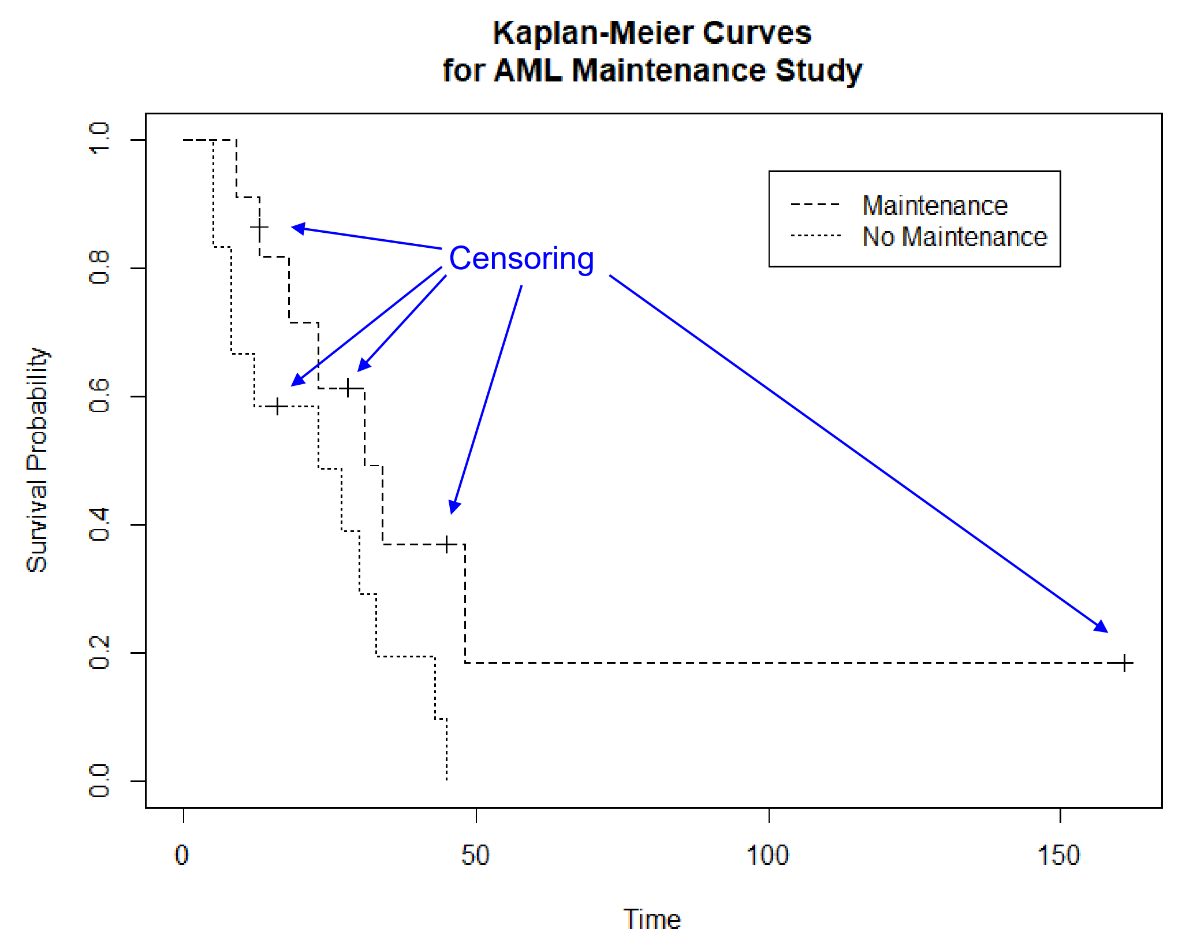 Kaplan-Meier Curves
for AML Maintenance Study
Survival Probability
1.0
0.8
0.6
0.4
0.2
0.0
Maintenance
No Maintenance
Censoring
0
50
100
150
Time